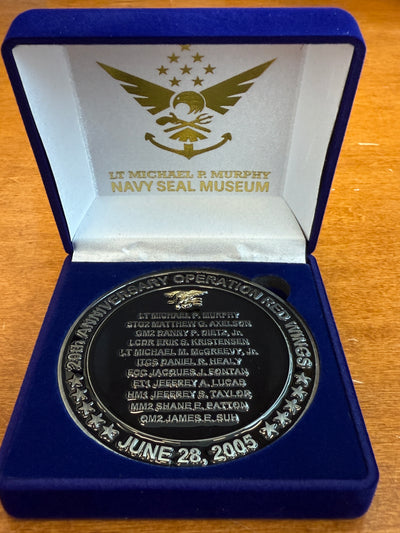 LT MICHAEL P. MURPHY
NAVY SEAL MUSEUM
20th ANNIVERSARY OPERATION RED WINGS
LT MICHAEL P. MURPHY
STG2 MATTHEW G. AXELSON
GM2 DANNY P. DIETZ, Jr.
LCDR ERIK S. KRISTENSEN
LT MICHAEL M. McGREEVY, Jr.
ITCS DANIEL R. HEALY
FCC JACQUES J. FONTAN
ET1 JEFFREY A. LUCAS
HM1 JEFFREY S. TAYLOR
MM2 SHANE E. PATTON
QM2 JAMES E. SUH
JUNE 28, 2005